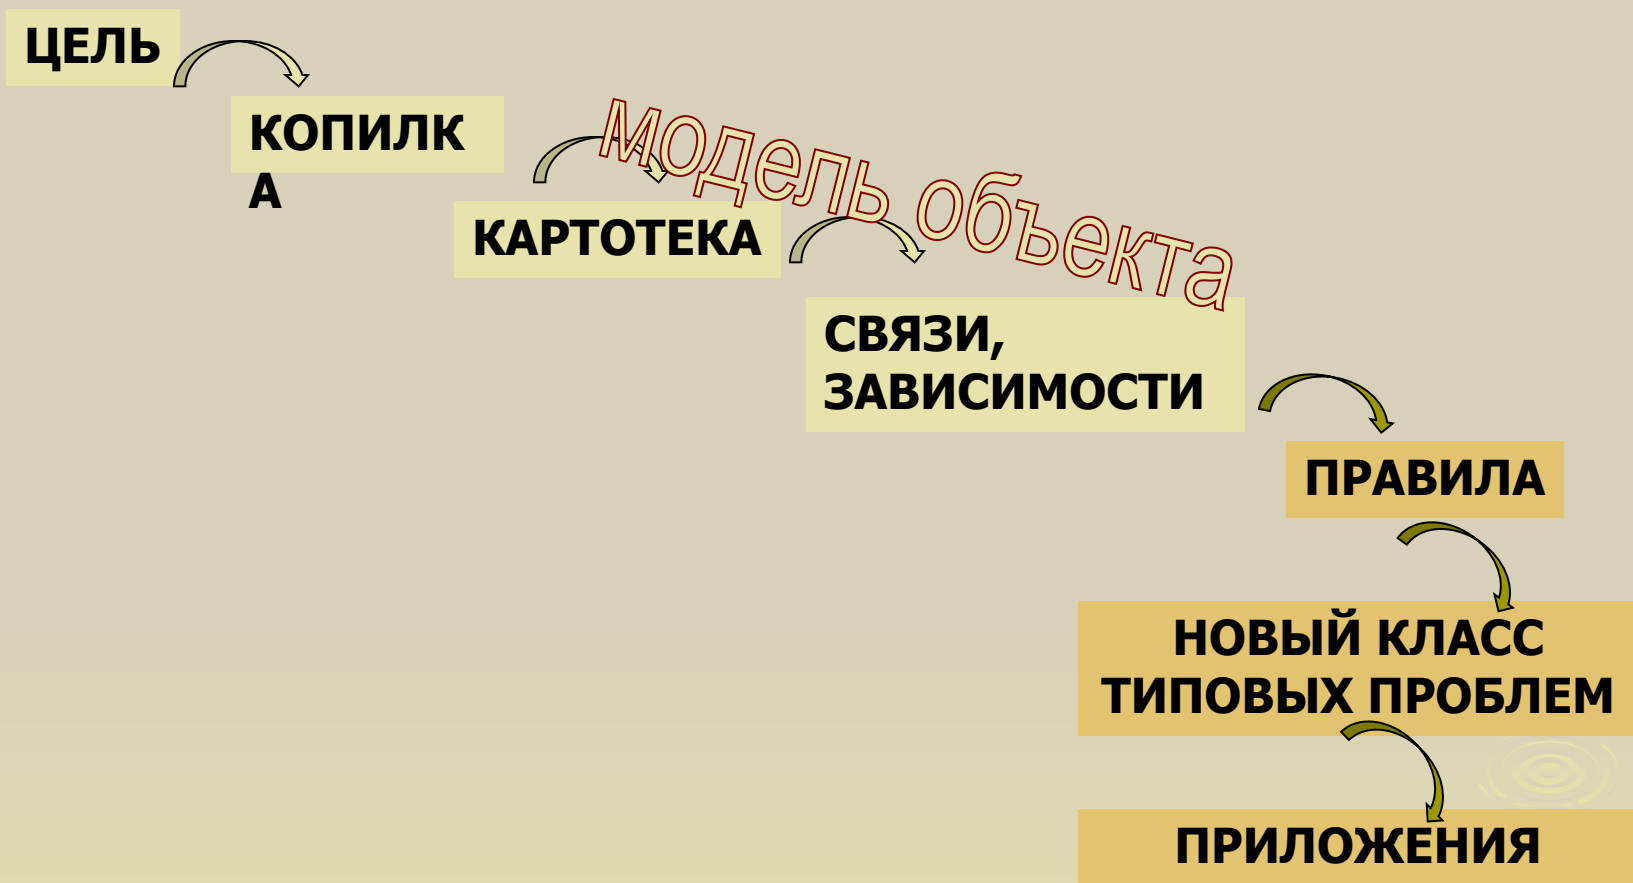 ЦЕЛЬ
КОПИЛК
А
модель объекта
КАРТОТЕКА
СВЯЗИ,
ЗАВИСИМОСТИ
ПРАВИЛА
НОВЫЙ КЛАСС
ТИПОВЫХ ПРОБЛЕМ
ПРИЛОЖЕНИЯ